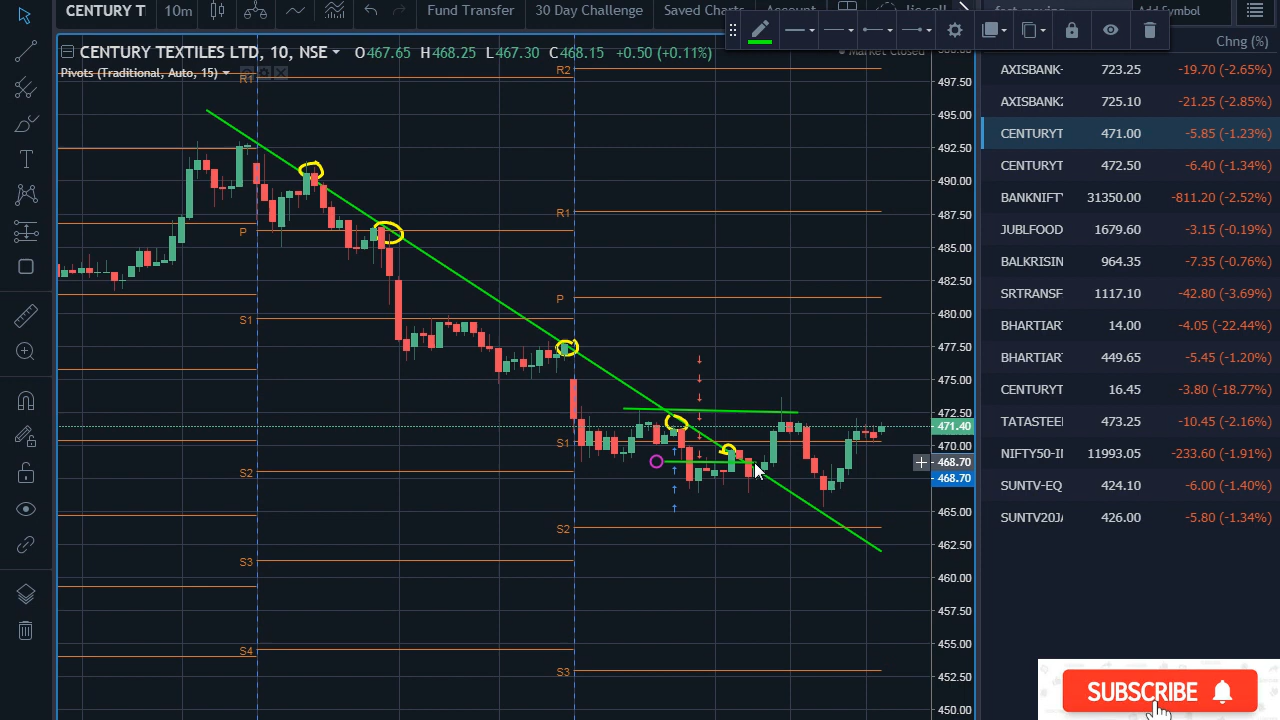 CENTURY T
10m
Fund Transfer
30 Day Challenge
Saved Charts
Account
Add Symbol
Market Closed
Chng (%)
CENTURY TEXTILES LTD, 10, NSE
O467.65 H468.25 L467.30 C468.15 +0.50 (+0.11%)
Pivots (Traditional, Auto, 15)
R1
R2
P
R1
S1
P
S2
S1
S3
S2
S4
S3
497.50
495.00
492.50
490.00
487.50
485.00
482.50
480.00
477.50
475.00
472.50
471.40
470.00
468.70
468.70
465.00
462.50
460.00
457.50
455.00
452.50
450.00
AXISBANK- 723.25 -19.70 (-2.65%)
AXISBANK2 725.10 -21.25 (-2.85%)
CENTURYT 471.00 -5.85 (-1.23%)
CENTURYT 472.50 -6.40 (-1.34%)
BANKNIFT 31350.00 -811.20 (-2.52%)
JUBLFOOD 1679.60 -3.15 (-0.19%)
BALKRISIN 964.35 -7.35 (-0.76%)
SRTRANSF 1117.10 -42.80 (-3.69%)
BHARTIAR 14.00 -4.05 (-22.44%)
BHARTIAR 449.65 -5.45 (-1.20%)
CENTURYT 16.45 -3.80 (-18.77%)
TATASTEE 473.25 -10.45 (-2.16%)
NIFTY50-I 11993.05 -233.60 (-1.91%)
SUNTV-EQ 424.10 -6.00 (-1.40%)
SUNTV20J 426.00 -5.80 (-1.34%)
SUBSCRIBE